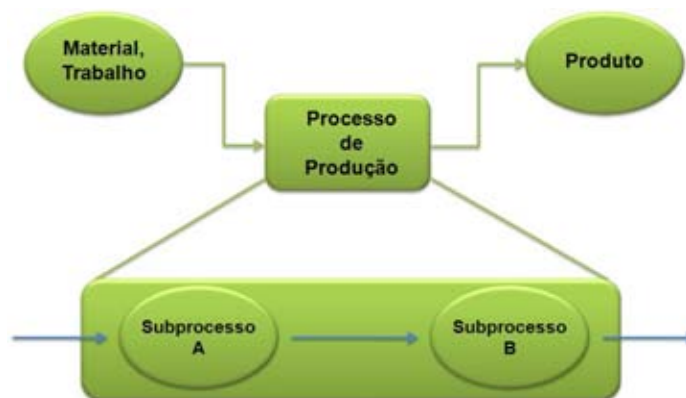 Material,
Trabalho
Produto
Processo
de
Produção
Subprocesso
A
Subprocesso
B